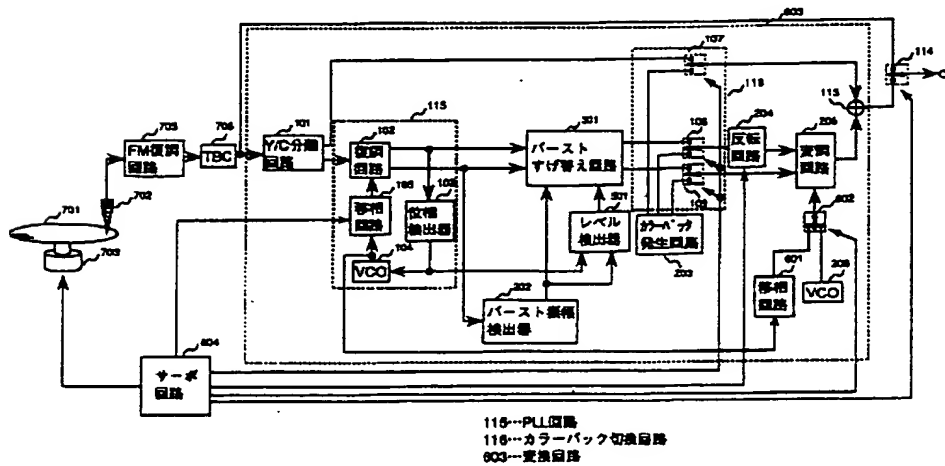 603
107
114
115
116
113
705
706
101
102
301
106
204
205
FM復調
回路
TBC
Y/C分離
回路
復調
回路
バースト
すげ替え回路
反転
回路
変調
回路
702
701
703
105
103
移相
回路
位相
検出器
104
VCO
レベル
検出器
カラーバック
発生回路
203
302
バースト振幅
検出器
602
601
移相
回路
VCO
604
サーボ
回路
115…PLL回路
116…カラーバック切換回路
603…変換回路